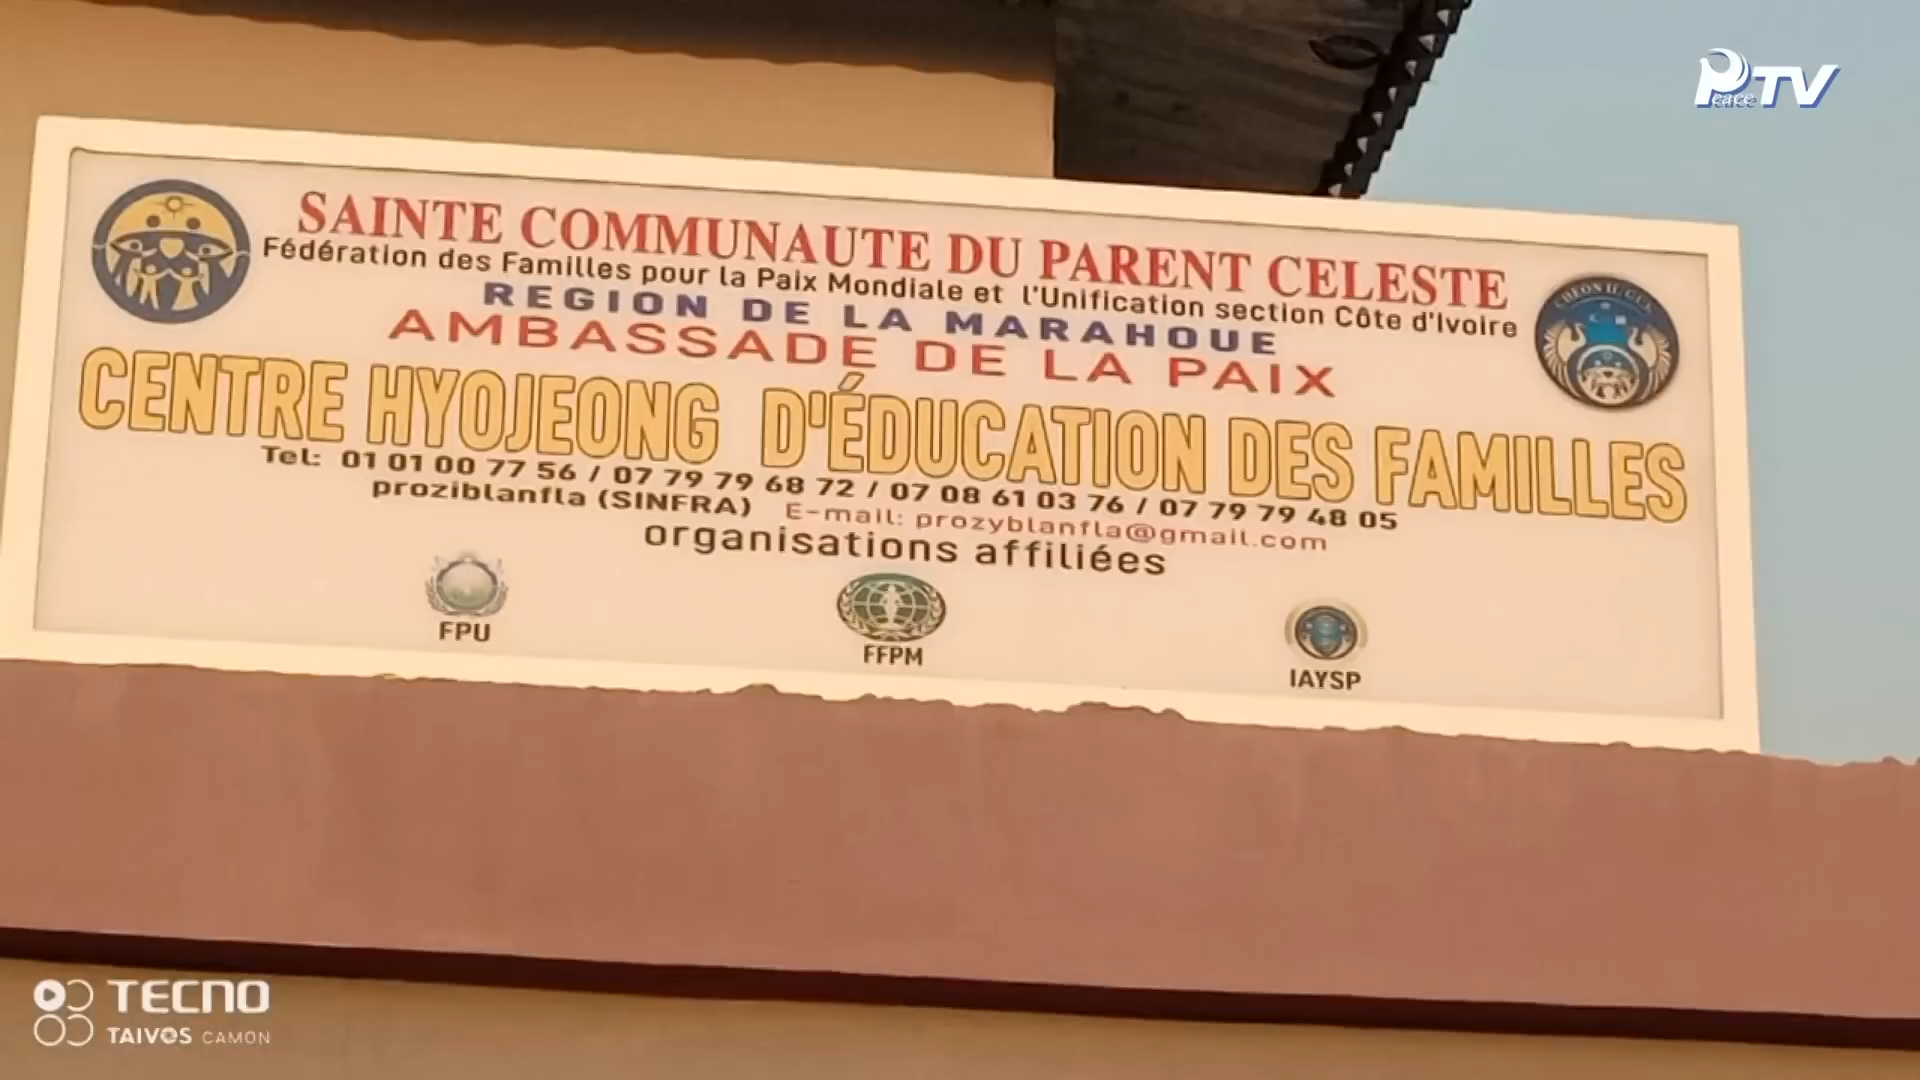 Peace TV
SAINTE COMMUNAUTE DU PARENT CELESTE
Fédération des Familles pour la Paix Mondiale et l'Unification section Côte d'Ivoire
REGION DE LA MARAHOUE
AMBASSADE DE LA PAIX
CENTRE HYOJEONG D'ÉDUCATION DES FAMILLES
Tel: 01 01 00 77 56 / 07 79 79 68 72 / 07 08 61 03 76 / 07 79 79 48 05
proziblanfla (SINFRA) E-mail: prozyblanfla@gmail.com
organisations affiliées
FPU
FFPM
IAYSP
TECNO
TAIVOS CAMON